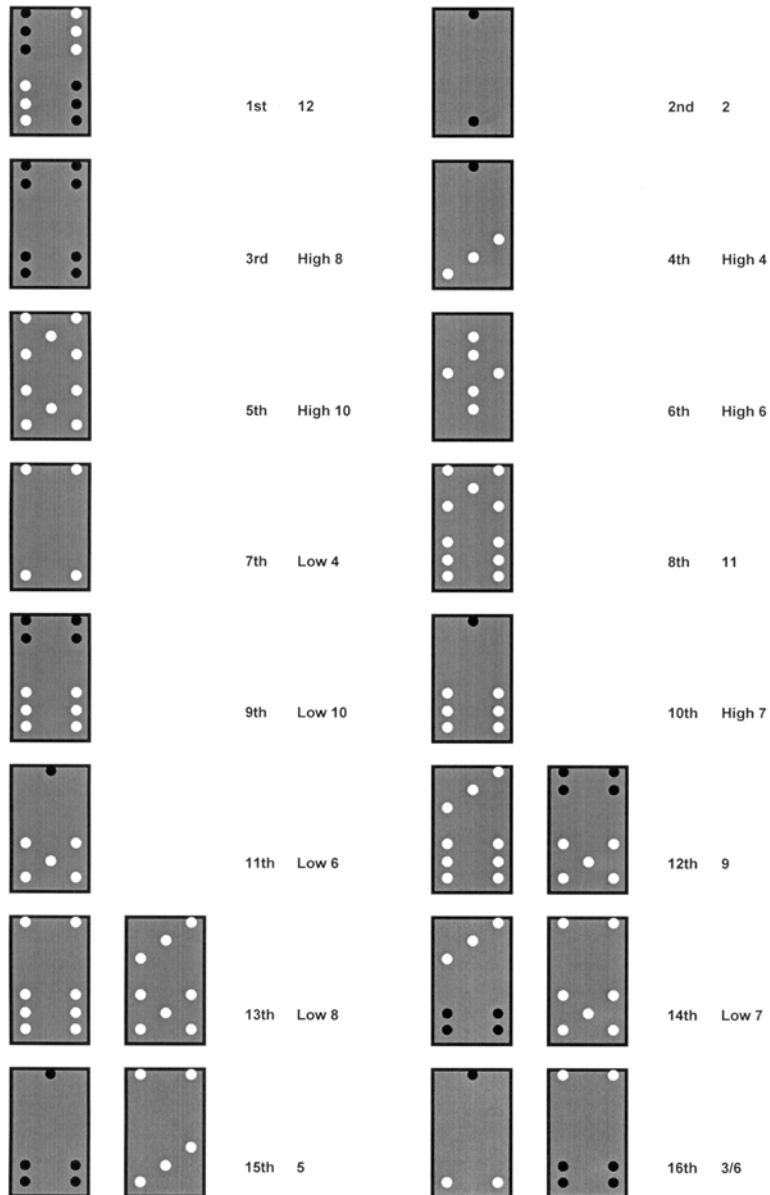 1st 12
2nd 2
3rd High 8
4th High 4
5th High 10
6th High 6
7th Low 4
8th 11
9th Low 10
10th High 7
11th Low 6
12th 9
13th Low 8
14th Low 7
15th 5
16th 3/6